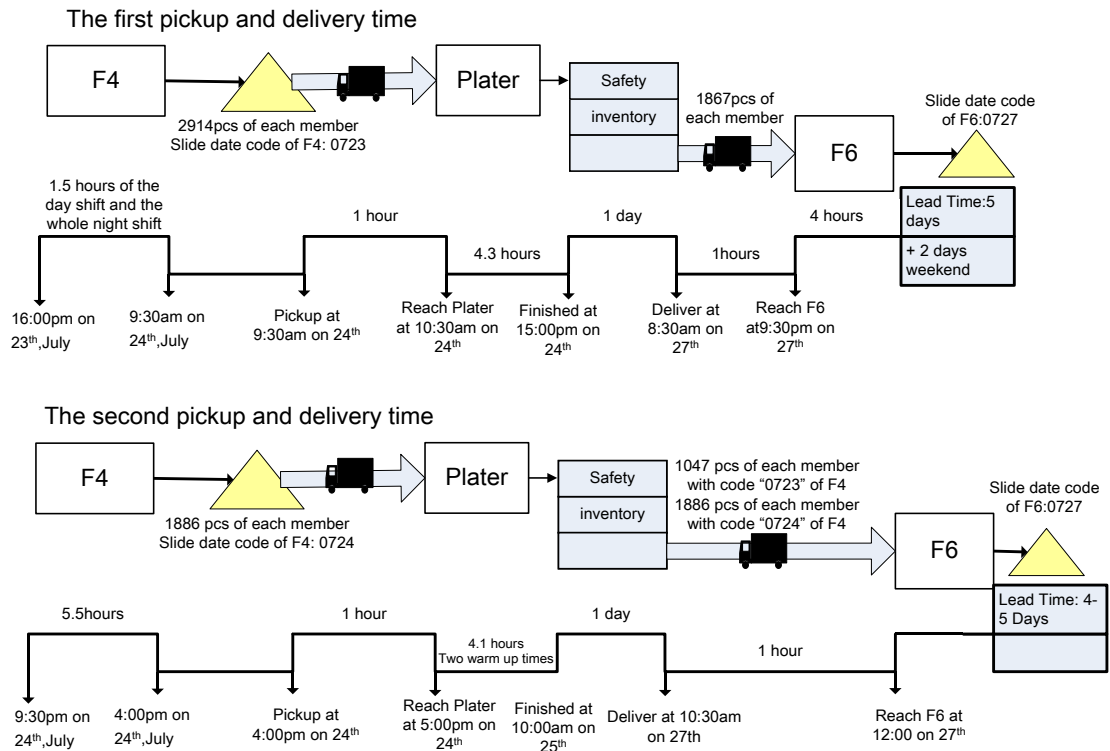 The first pickup and delivery time
F4
Plater
Safety
inventory
1867pcs of
each member
F6
Slide date code
of F6:0727
2914pcs of each member
Slide date code of F4: 0723
1.5 hours of the
day shift and the
whole night shift
1 hour
4.3 hours
1 day
1hours
4 hours
Lead Time:5
days
+ 2 days
weekend
16:00pm on
23th,July
9:30am on
24th,July
Pickup at
9:30am on 24th
Reach Plater
at 10:30am on
24th
Finished at
15:00pm on
24th
Deliver at
8:30am on
27th
Reach F6
at9:30pm on
27th
The second pickup and delivery time
F4
Plater
Safety
inventory
1047 pcs of each member
with code “0723” of F4
1886 pcs of each member
with code “0724” of F4
F6
Slide date code
of F6:0727
1886 pcs of each member
Slide date code of F4: 0724
5.5hours
1 hour
4.1 hours
Two warm up times
1 day
1 hour
Lead Time: 4-
5 Days
9:30pm on
24th,July
4:00pm on
24th,July
Pickup at
4:00pm on 24th
Reach Plater
at 5:00pm on
24th
Finished at
10:00am on
25th
Deliver at 10:30am
on 27th
Reach F6 at
12:00 on 27th